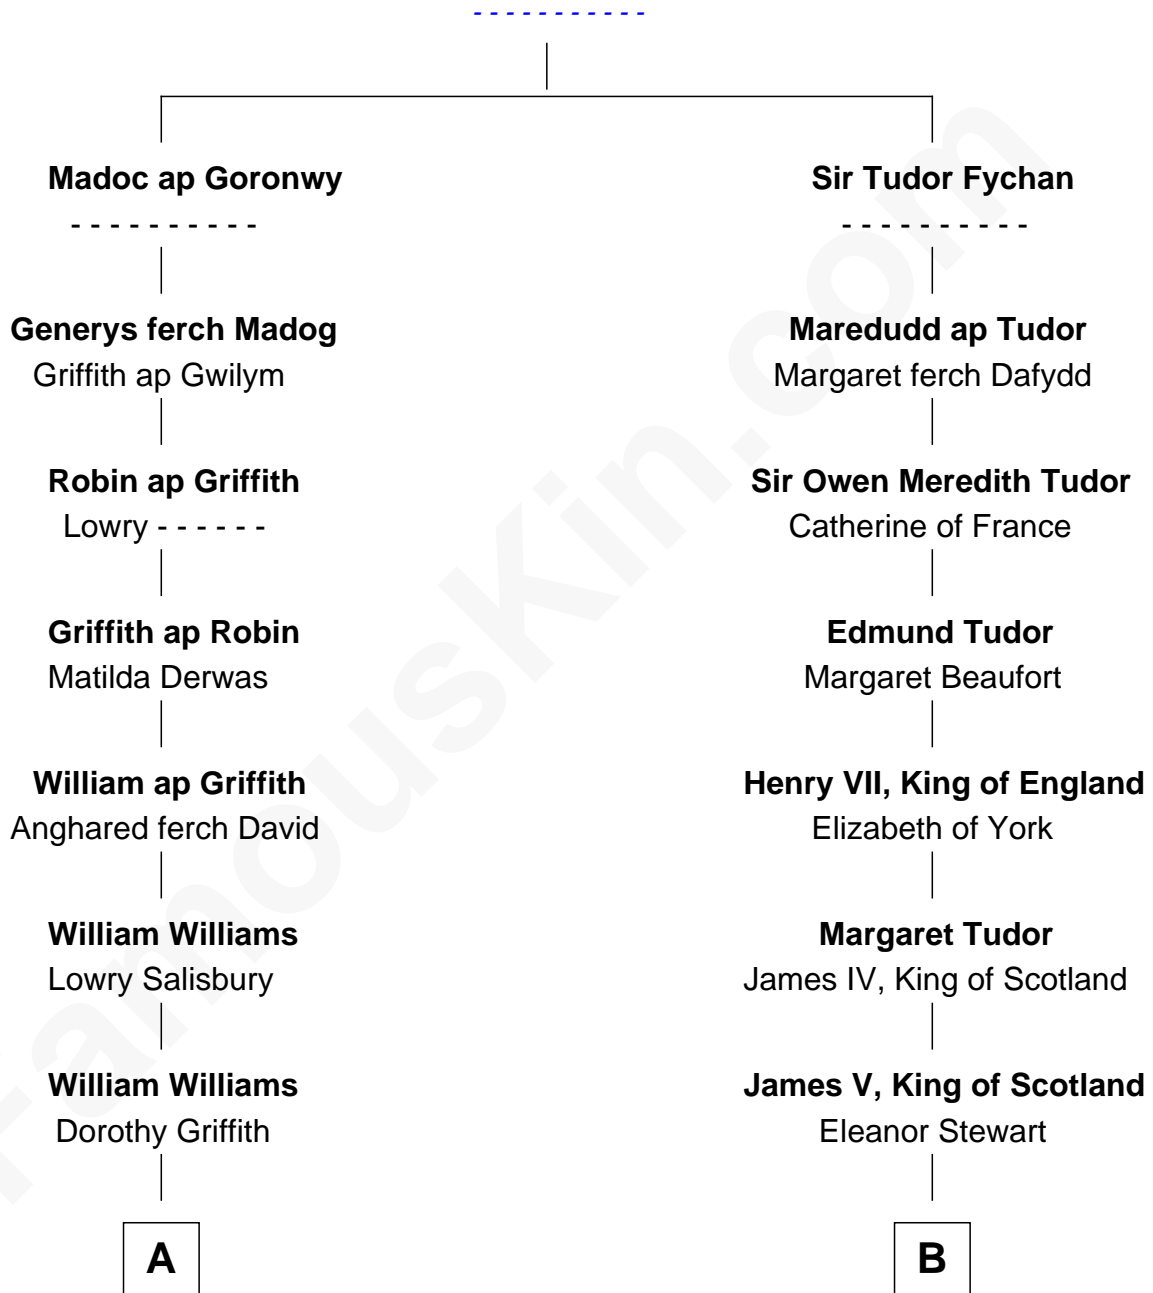 - - - - - - - - - - -
Madoc ap Goronwy
- - - - - - - - - -
Generys ferch Madog
Griffith ap Gwilym
Robin ap Griffith
Lowry - - - - - -
Griffith ap Robin
Matilda Derwas
William ap Griffith
Anghared ferch David
William Williams
Lowry Salisbury
William Williams
Dorothy Griffith
A
Sir Tudor Fychan
- - - - - - - - - -
Maredudd ap Tudor
Margaret ferch Dafydd
Sir Owen Meredith Tudor
Catherine of France
Edmund Tudor
Margaret Beaufort
Henry VII, King of England
Elizabeth of York
Margaret Tudor
James IV, King of Scotland
James V, King of Scotland
Eleanor Stewart
B
FamousKin.com